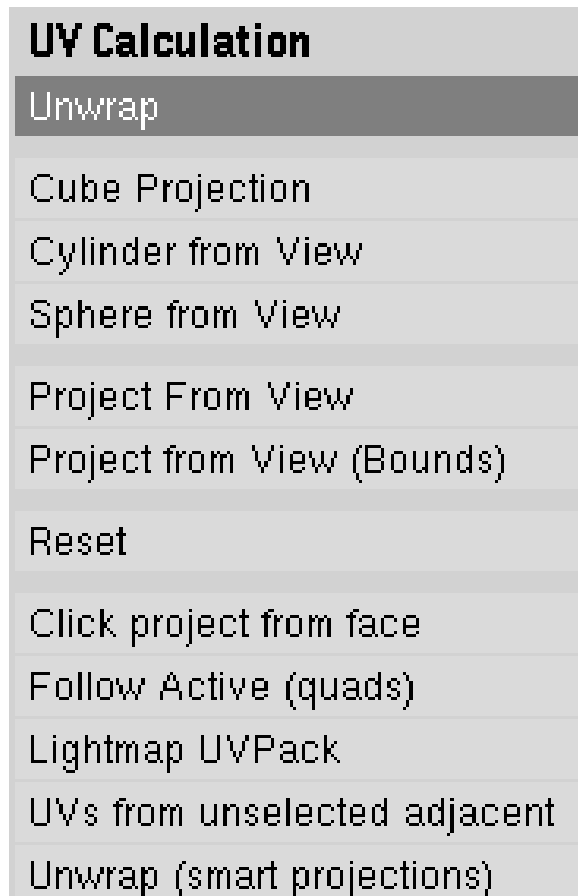 UV Calculation
Unwrap
Cube Projection
Cylinder from View
Sphere from View
Project From View
Project from View (Bounds)
Reset
Click project from face
Follow Active (quads)
Lightmap UVPack
UVs from unselected adjacent
Unwrap (smart projections)